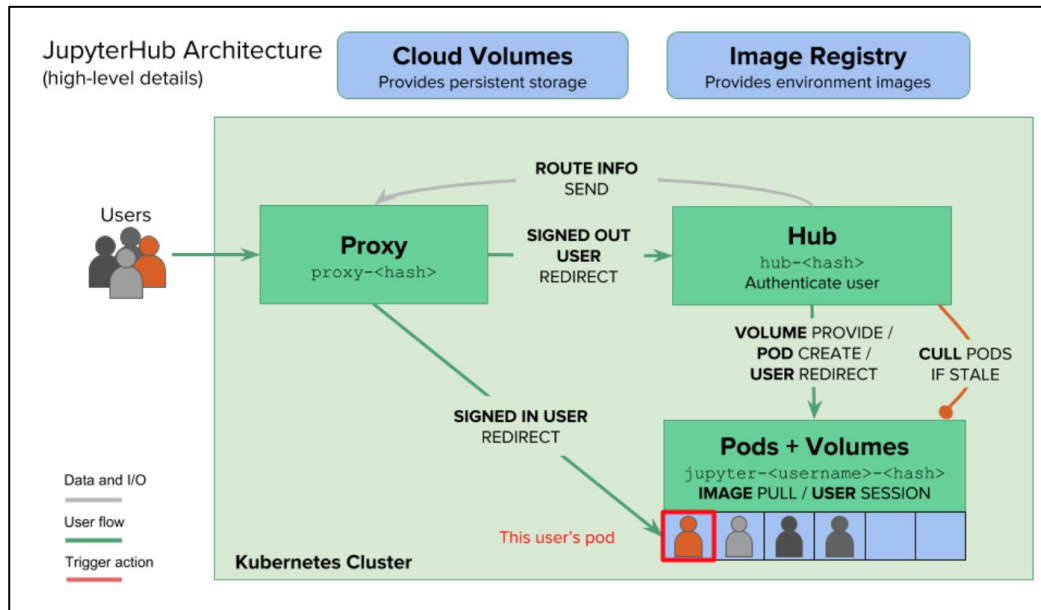 JupyterHub Architecture
(high-level details)
Cloud Volumes
Provides persistent storage
Image Registry
Provides environment images
ROUTE INFO
SEND
Users
Proxy
proxy-<hash>
SIGNED OUT
USER
REDIRECT
Hub
hub-<hash>
Authenticate user
VOLUME PROVIDE /
POD CREATE /
USER REDIRECT
CULL PODS
IF STALE
SIGNED IN USER
REDIRECT
Pods + Volumes
jupyter-<username>-<hash>
IMAGE PULL / USER SESSION
This user's pod
Data and I/O
User flow
Trigger action
Kubernetes Cluster